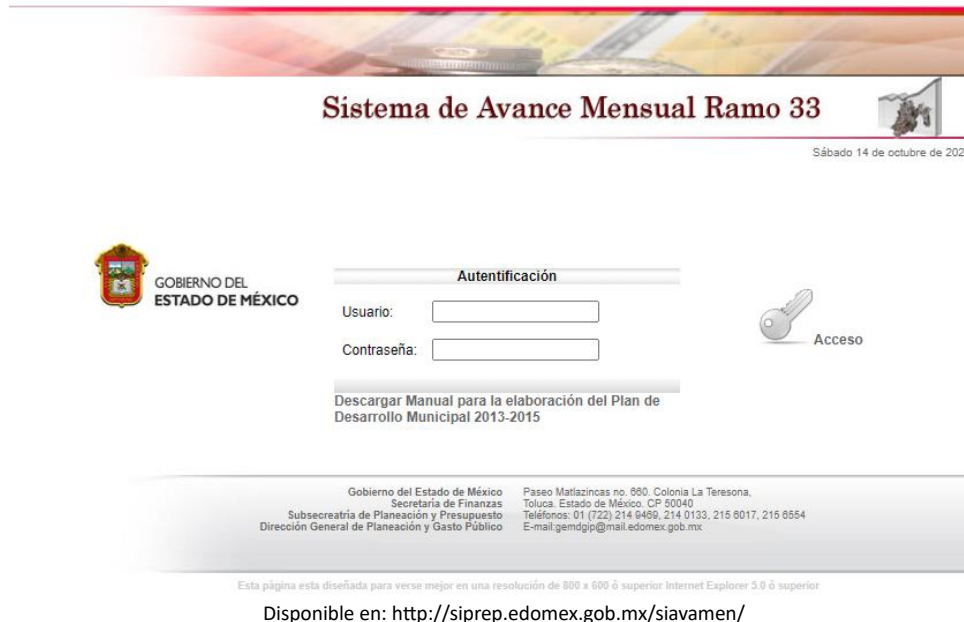 Sistema de Avance Mensual Ramo 33
Sábado 14 de octubre de 202
GOBIERNO DEL
ESTADO DE MÉXICO
Autentificación
Usuario:
Contraseña:
Acceso
Descargar Manual para la elaboración del Plan de
Desarrollo Municipal 2013-2015
Gobierno del Estado de México
Secretaría de Finanzas
Subsecreatría de Planeación y Presupuesto
Dirección General de Planeación y Gasto Público
Paseo Matlazincas no. 660. Colonia La Teresona,
Toluca. Estado de México. CP 50040
Teléfonos: 01 (722) 214 9469, 214 0133, 215 6017, 215 6554
E-mail:gemdgip@mail.edomex.gob.mx
Esta página esta diseñada para verse mejor en una resolución de 800 x 600 ó superior Internet Explorer 5.0 ó superior
Disponible en: http://siprep.edomex.gob.mx/siavamen/